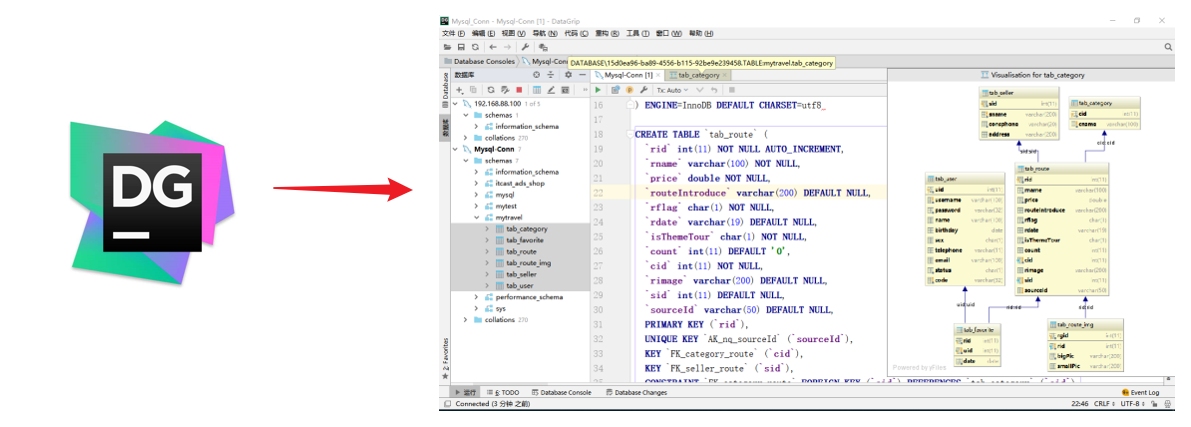 DG
Mysql_Conn - Mysql-Conn [1] - DataGrip
文件(F) 编辑(E) 视图(V) 导航(N) 代码(C) 重构(R) 工具(T) 窗口(W) 帮助(H)
Database Consoles Mysql-Conn
DATABASE\15d0ea96-ba89-4556-b115-92be9e239458.TABLE:mytravel.tab_category
数据库
Mysql-Conn [1]
tab_category
Tx: Auto
Database
数据库
2: Favorites
192.168.88.100 1 of 5
schemas 1
information_schema
collations 270
Mysql-Conn 7
schemas 7
information_schema
itcast_ads_shop
mysql
mytest
mytravel
tab_category
tab_favorite
tab_route
tab_route_img
tab_seller
tab_user
performance_schema
sys
collations 270
16 ) ENGINE=InnoDB DEFAULT CHARSET=utf8_
17
18 CREATE TABLE `tab_route` (
19 `rid` int(11) NOT NULL AUTO_INCREMENT,
20 `rname` varchar(100) NOT NULL,
21 `price` double NOT NULL,
22 `routeIntroduce` varchar(200) DEFAULT NULL,
23 `rflag` char(1) NOT NULL,
24 `rdate` varchar(19) DEFAULT NULL,
25 `isThemeTour` char(1) NOT NULL,
26 `count` int(11) DEFAULT '0',
27 `cid` int(11) NOT NULL,
28 `rimage` varchar(200) DEFAULT NULL,
29 `sid` int(11) DEFAULT NULL,
30 `sourceId` varchar(50) DEFAULT NULL,
31 PRIMARY KEY (`rid`),
32 UNIQUE KEY `AK_nq_sourceId` (`sourceId`),
33 KEY `FK_category_route` (`cid`),
34 KEY `FK_seller_route` (`sid`),
35 CONSTRAINT `FK_category_route` FOREIGN KEY (`cid`) REFERENCES `tab_category` (`cid`)
Visualisation for tab_category
tab_seller
sid int(11)
sname varchar(200)
consphone varchar(20)
address varchar(200)
tab_category
cid int(11)
cname varchar(100)
sid:sid
cid:cid
tab_user
uid int(11)
username varchar(100)
password varchar(32)
name varchar(100)
birthday date
sex char(1)
telephone varchar(11)
email varchar(100)
status char(1)
code varchar(50)
tab_route
rid int(11)
rname varchar(100)
price double
routeIntroduce varchar(200)
rflag char(1)
rdate varchar(19)
isThemeTour char(1)
count int(11)
cid int(11)
rimage varchar(200)
sid int(11)
sourceId varchar(50)
uid:uid
rid:rid
rid:rid
tab_favorite
rid int(11)
uid int(11)
date date
tab_route_img
rgid int(11)
rid int(11)
bigPic varchar(200)
smallPic varchar(200)
Powered by yFiles
运行 6: TODO Database Console Database Changes Event Log
Connected (3 分钟 之前) 22:46 CRLF UTF-8